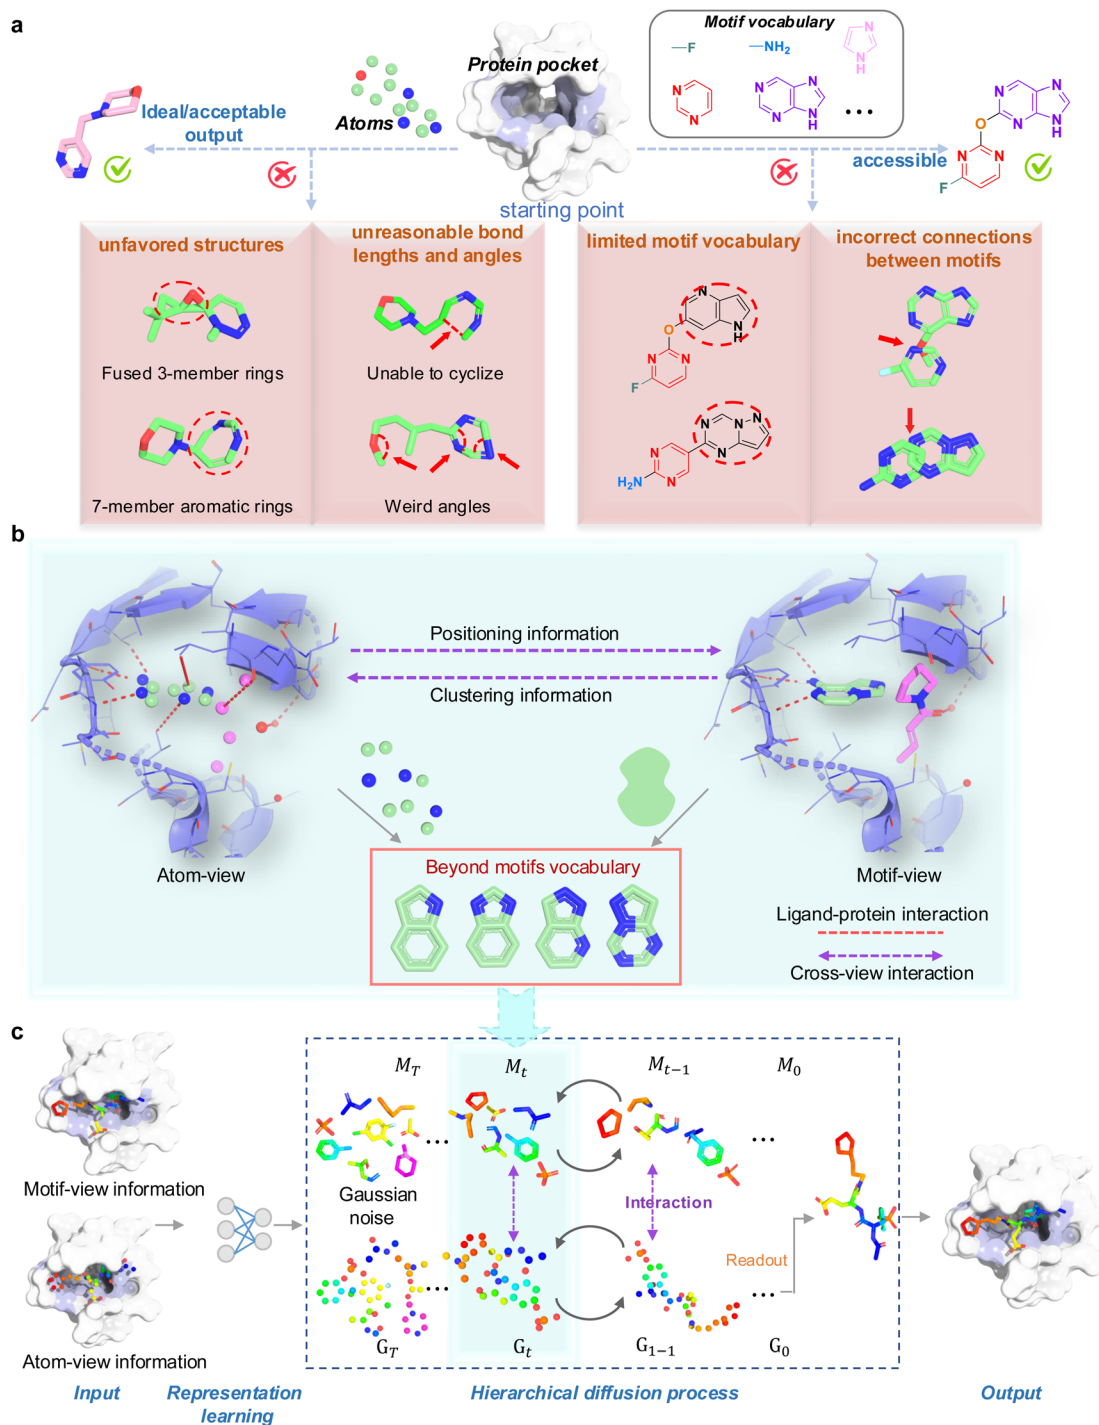 a
Motif vocabulary
—F
—NH2
N
N
H
Protein pocket
Atoms
N
N
N
N
N
N
N
H
...
Ideal/acceptable
output
accessible
N
N
N
N
H
O
N
N
F
starting point
unfavored structures
unreasonable bond
lengths and angles
limited motif vocabulary
incorrect connections
between motifs
N
N
H
O
N
N
F
Fused 3-member rings
Unable to cyclize
N
N
N
N
N
N
H2N
7-member aromatic rings
Weird angles
b
Positioning information
Clustering information
Atom-view
Motif-view
Beyond motifs vocabulary
Ligand-protein interaction
Cross-view interaction
c
MT
Mt
Mt−1
M0
...
...
Motif-view information
Gaussian
noise
Interaction
Readout
...
...
Atom-view information
GT
Gt
G1−1
G0
Input
Representation
learning
Hierarchical diffusion process
Output